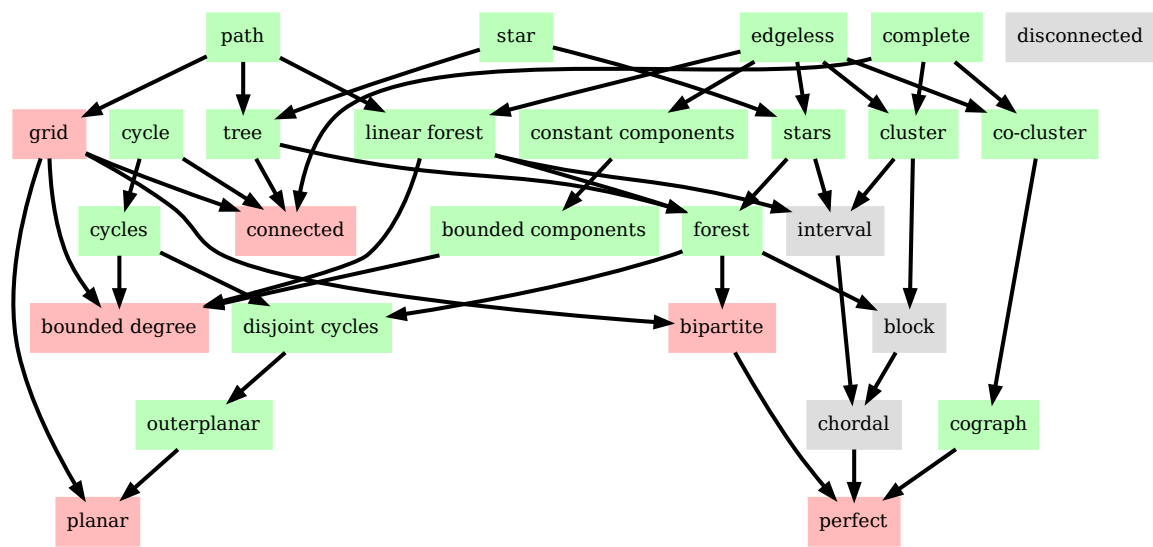 path
star
edgeless
complete
disconnected
grid
cycle
tree
linear forest
constant components
stars
cluster
co-cluster
cycles
connected
bounded components
forest
interval
bounded degree
disjoint cycles
bipartite
block
outerplanar
chordal
cograph
planar
perfect